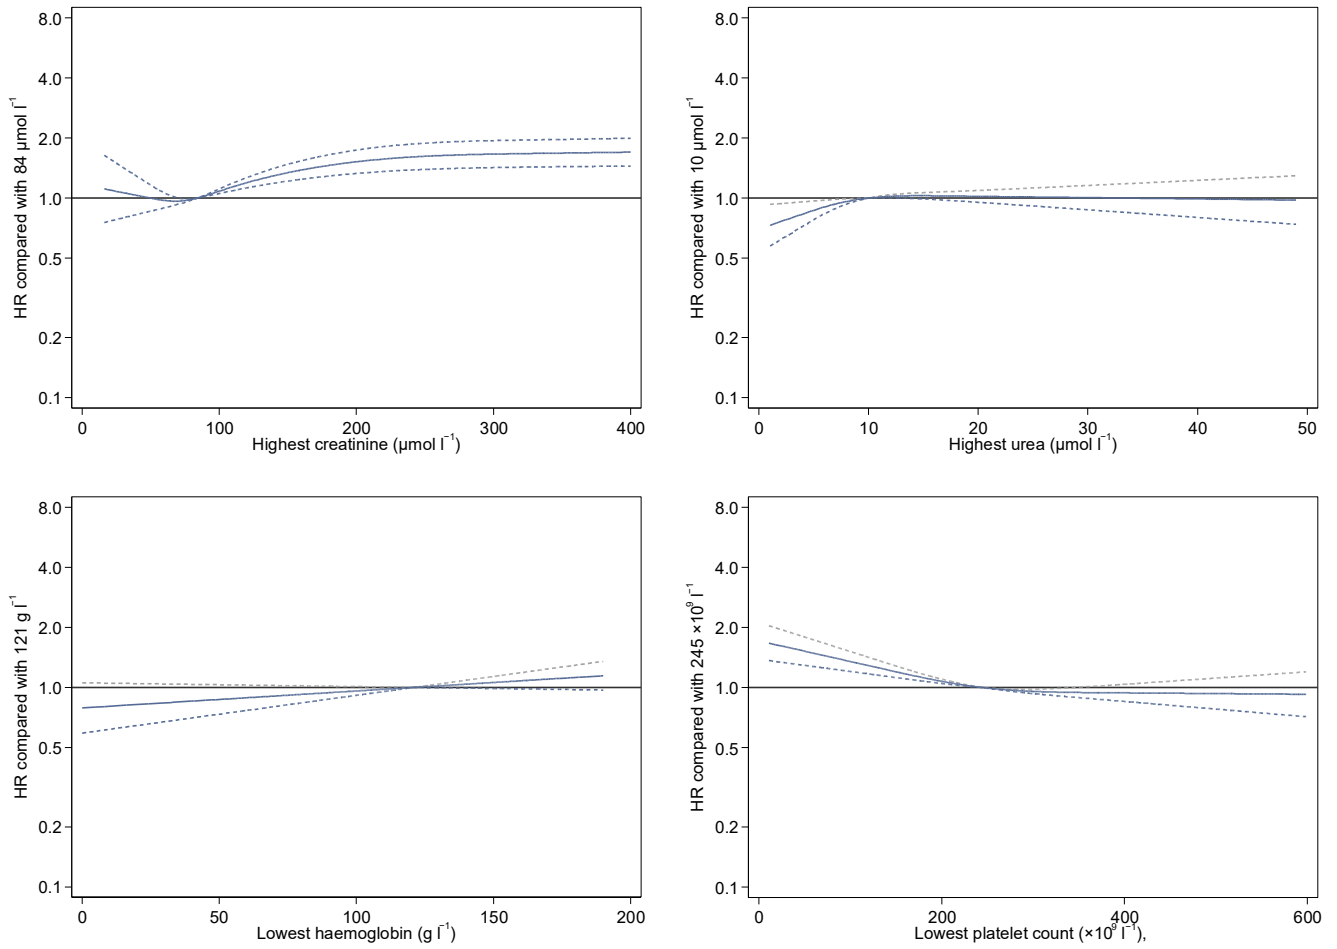 HR compared with 84 µmol l⁻¹
8.0
4.0
2.0
1.0
0.5
0.2
0.1
0 100 200 300 400
Highest creatinine (µmol l⁻¹)
HR compared with 10 µmol l⁻¹
8.0
4.0
2.0
1.0
0.5
0.2
0.1
0 10 20 30 40 50
Highest urea (µmol l⁻¹)
HR compared with 121 g l⁻¹
8.0
4.0
2.0
1.0
0.5
0.2
0.1
0 50 100 150 200
Lowest haemoglobin (g l⁻¹)
HR compared with 245 ×10⁹ l⁻¹
8.0
4.0
2.0
1.0
0.5
0.2
0.1
0 200 400 600
Lowest platelet count (×10⁹ l⁻¹),